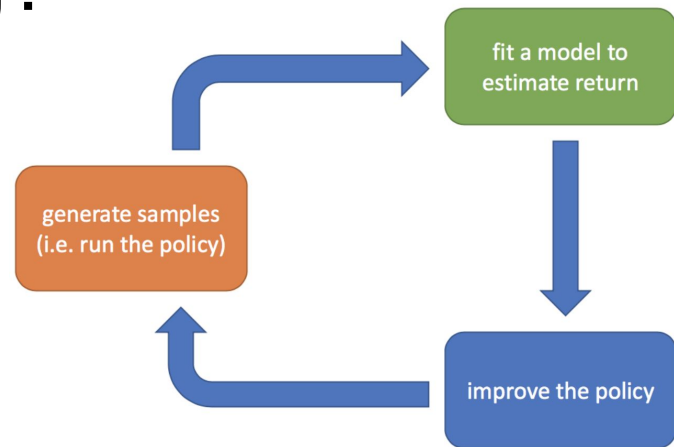 fit a model to
estimate return
generate samples
(i.e. run the policy)
improve the policy